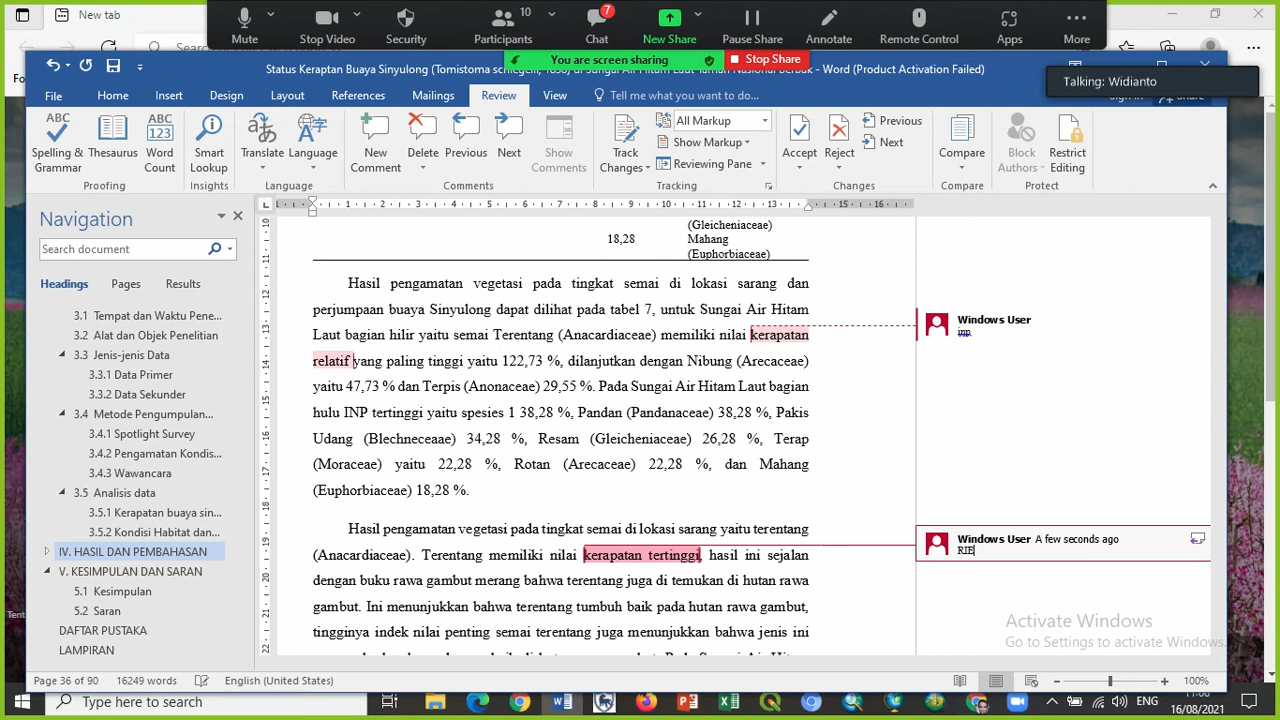 New tab
Mute
Stop Video
Security
Participants
10
Chat
7
New Share
Pause Share
Annotate
Remote Control
Apps
More
You are screen sharing
Stop Share
Talking: Widianto
File
Home
Insert
Design
Layout
References
Mailings
Review
View
Tell me what you want to do...
ABC
Spelling & Grammar
Thesaurus
ABC
123
Word Count
Smart Lookup
Translate
Language
New Comment
Delete
Previous
Next
Show Comments
Track Changes
All Markup
Show Markup
Reviewing Pane
Accept
Reject
Previous
Next
Compare
Block Authors
Restrict Editing
Proofing
Insights
Language
Comments
Tracking
Changes
Compare
Protect
Navigation
Search document
Headings
Pages
Results
3.1 Tempat dan Waktu Pene...
3.2 Alat dan Objek Penelitian
3.3 Jenis-jenis Data
3.3.1 Data Primer
3.3.2 Data Sekunder
3.4 Metode Pengumpulan...
3.4.1 Spotlight Survey
3.4.2 Pengamatan Kondis...
3.4.3 Wawancara
3.5 Analisis data
3.5.1 Kerapatan buaya sin...
3.5.2 Kondisi Habitat dan...
IV. HASIL DAN PEMBAHASAN
V. KESIMPULAN DAN SARAN
5.1 Kesimpulan
5.2 Saran
DAFTAR PUSTAKA
LAMPIRAN
(Gleicheniaceae)
18,28 Mahang
(Euphorbiaceae)
Hasil pengamatan vegetasi pada tingkat semai di lokasi sarang dan
perjumpaan buaya Sinyulong dapat dilihat pada tabel 7, untuk Sungai Air Hitam
Laut bagian hilir yaitu semai Terentang (Anacardiaceae) memiliki nilai kerapatan
relatif yang paling tinggi yaitu 122,73 %, dilanjutkan dengan Nibung (Arecaceae)
yaitu 47,73 % dan Terpis (Anonaceae) 29,55 %. Pada Sungai Air Hitam Laut bagian
hulu INP tertinggi yaitu spesies 1 38,28 %, Pandan (Pandanaceae) 38,28 %, Pakis
Udang (Blechneceaae) 34,28 %, Resam (Gleicheniaceae) 26,28 %, Terap
(Moraceae) yaitu 22,28 %, Rotan (Arecaceae) 22,28 %, dan Mahang
(Euphorbiaceae) 18,28 %.
Hasil pengamatan vegetasi pada tingkat semai di lokasi sarang yaitu terentang
(Anacardiaceae). Terentang memiliki nilai kerapatan tertinggi, hasil ini sejalan
dengan buku rawa gambut merang bahwa terentang juga di temukan di hutan rawa
gambut. Ini menunjukkan bahwa terentang tumbuh baik pada hutan rawa gambut,
tingginya indek nilai penting semai terentang juga menunjukkan bahwa jenis ini
Windows User
inp
Windows User A few seconds ago
RIE
Activate Windows
Go to Settings to activate Windows.
Page 36 of 90
16249 words
English (United States)
100%
Type here to search
ENG
16/08/2021